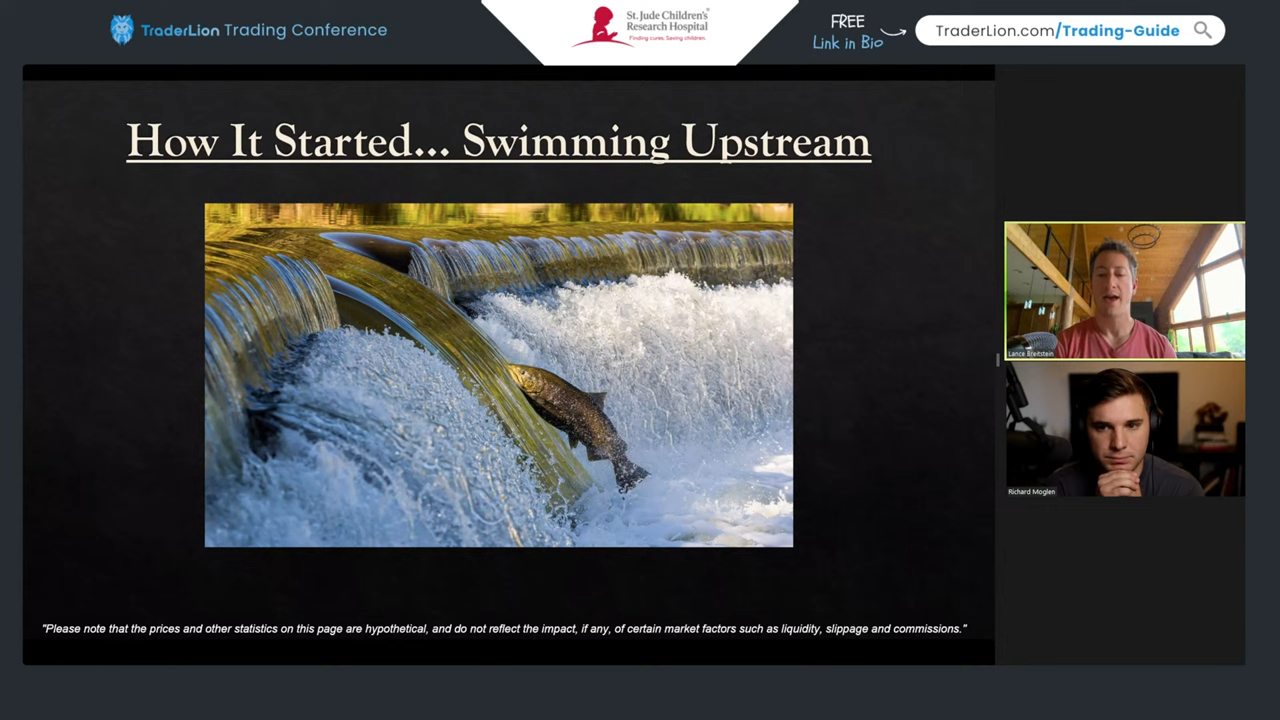 TraderLion Trading Conference
St. Jude Children's
Research Hospital
Finding cures. Saving children.
FREE
Link in Bio
TraderLion.com/Trading-Guide
How It Started... Swimming Upstream
Lance Breitstein
Richard Moglen
"Please note that the prices and other statistics on this page are hypothetical, and do not reflect the impact, if any, of certain market factors such as liquidity, slippage and commissions."